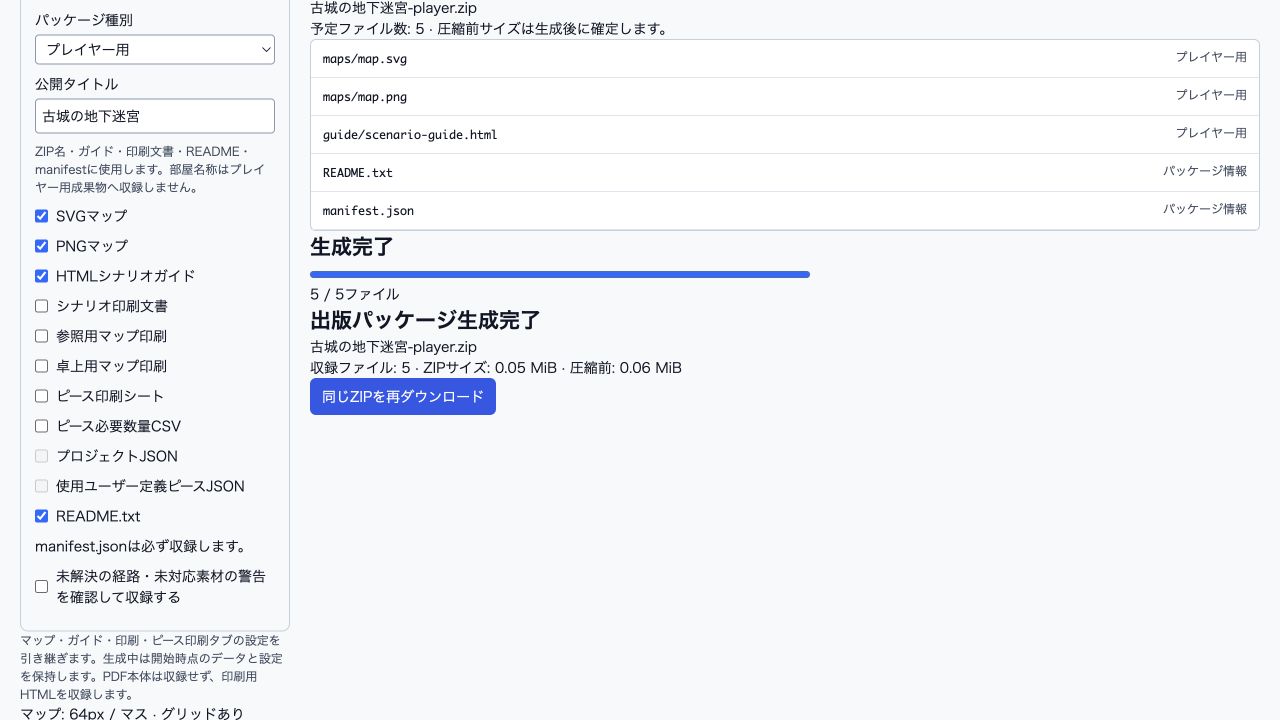 パッケージ種別
プレイヤー用
公開タイトル
古城の地下迷宮
ZIP名・ガイド・印刷文書・README・
manifestに使用します。部屋名称はプレイ
ヤー用成果物へ収録しません。
SVGマップ
PNGマップ
HTMLシナリオガイド
シナリオ印刷文書
参照用マップ印刷
卓上用マップ印刷
ピース印刷シート
ピース必要数量CSV
プロジェクトJSON
使用ユーザー定義ピースJSON
README.txt
manifest.jsonは必ず収録します。
未解決の経路・未対応素材の警告
を確認して収録する
マップ・ガイド・印刷・ピース印刷タブの設定を
引き継ぎます。生成中は開始時点のデータと設定
を保持します。PDF本体は収録せず、印刷用
HTMLを収録します。
マップ: 64px / マス · グリッドあり
古城の地下迷宮-player.zip
予定ファイル数: 5 · 圧縮前サイズは生成後に確定します。
maps/map.svg プレイヤー用
maps/map.png プレイヤー用
guide/scenario-guide.html プレイヤー用
README.txt パッケージ情報
manifest.json パッケージ情報
生成完了
5 / 5ファイル
出版パッケージ生成完了
古城の地下迷宮-player.zip
収録ファイル: 5 · ZIPサイズ: 0.05 MiB · 圧縮前: 0.06 MiB
同じZIPを再ダウンロード